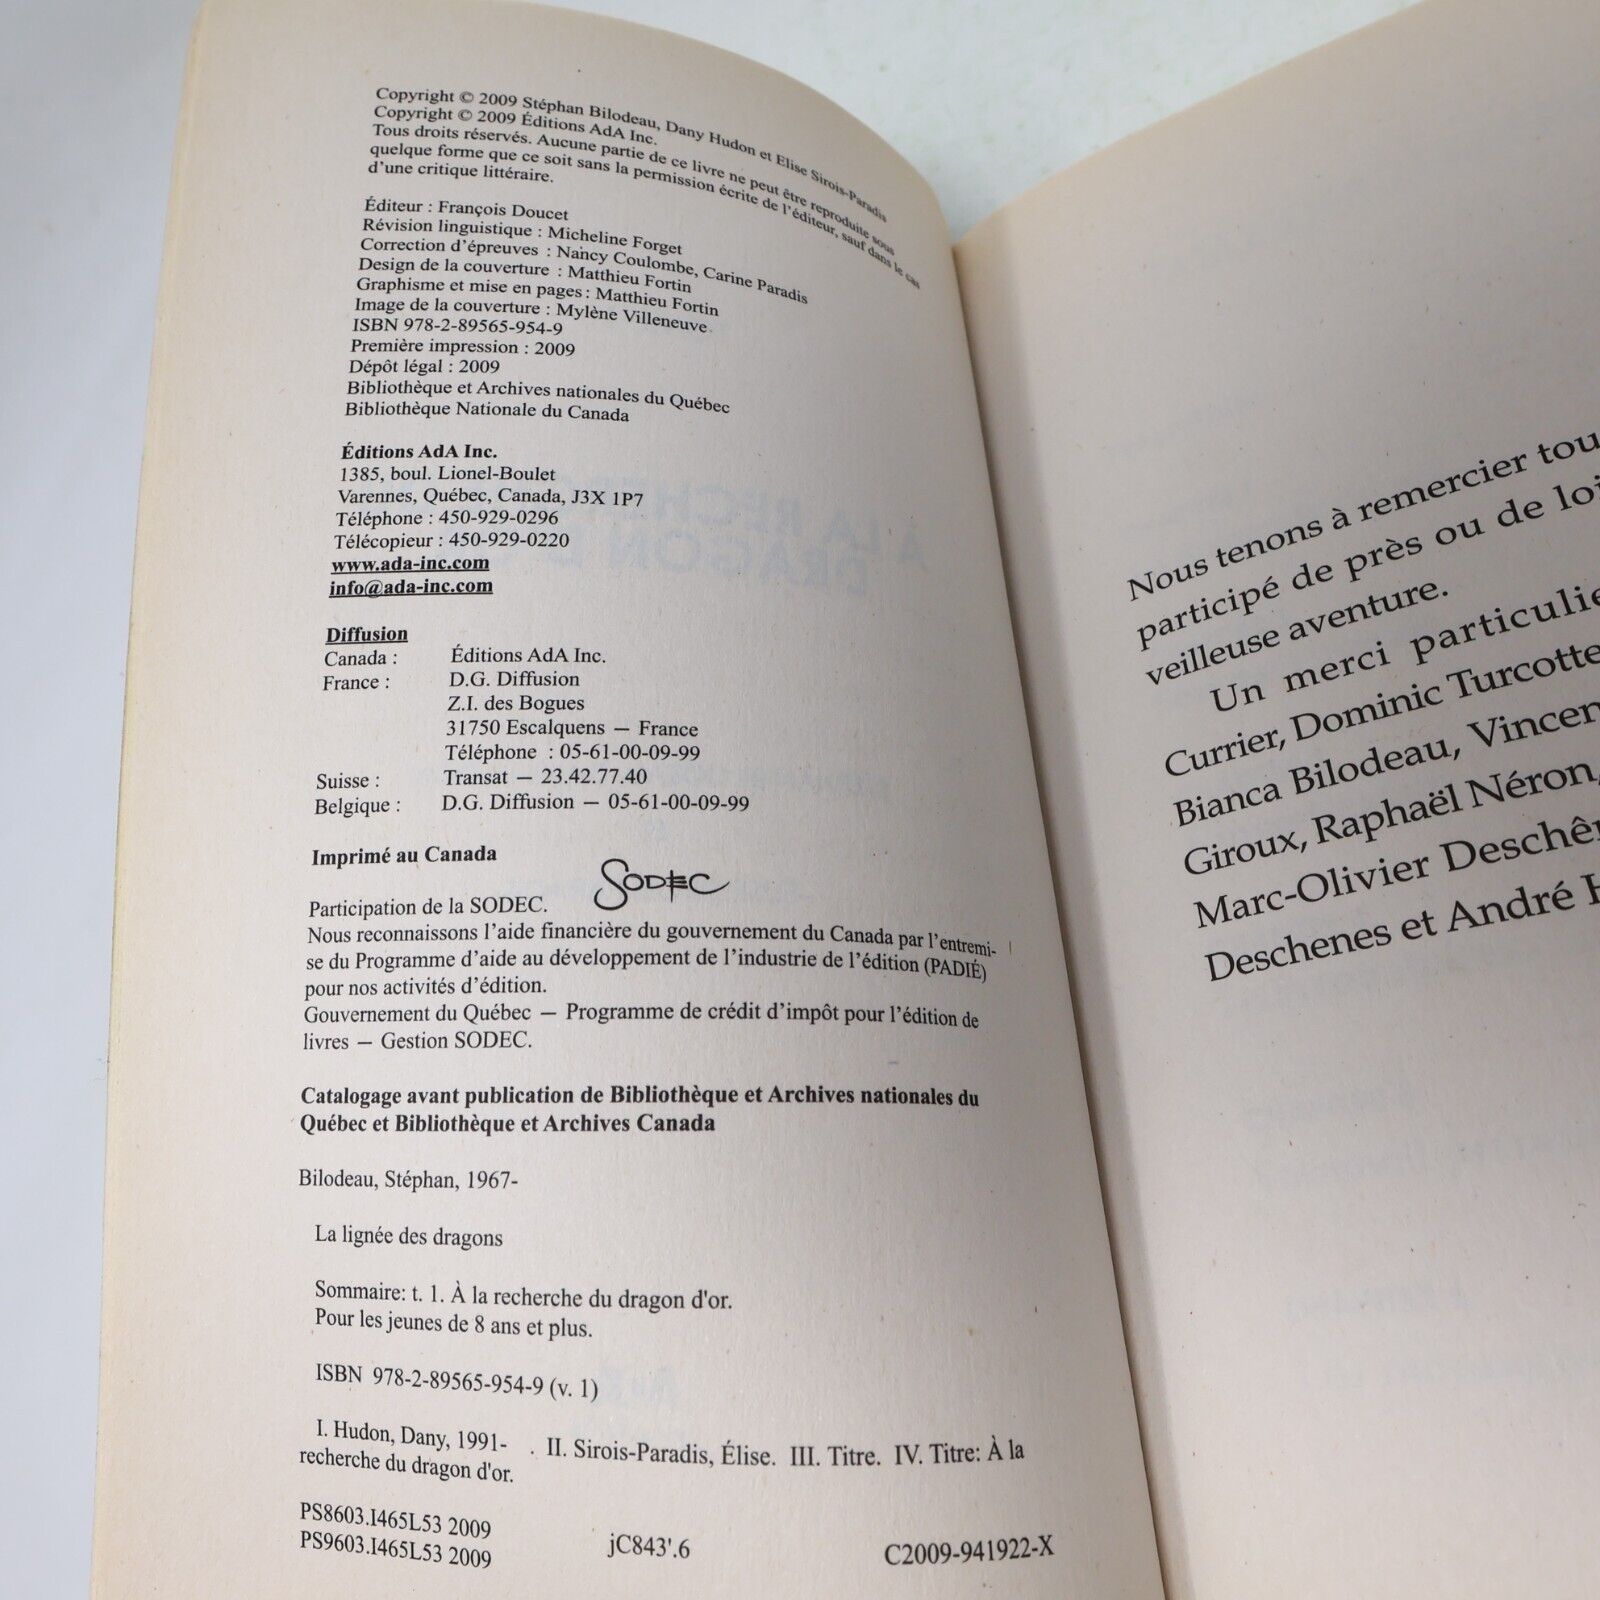 Copyright © 2009 Stéphan Bilodeau, Dany Hudon et Elise Sirois-Paradis
Copyright © 2009 Éditions AdA Inc.
Tous droits réservés. Aucune partie de ce livre ne peut être reproduite sous
quelque forme que ce soit sans la permission écrite de l'éditeur, sauf dans le cas
d'une critique littéraire.
Éditeur : François Doucet
Révision linguistique : Micheline Forget
Correction d'épreuves : Nancy Coulombe, Carine Paradis
Design de la couverture : Matthieu Fortin
Graphisme et mise en pages : Matthieu Fortin
Image de la couverture : Mylène Villeneuve
ISBN 978-2-89565-954-9
Première impression : 2009
Dépôt légal : 2009
Bibliothèque et Archives nationales du Québec
Bibliothèque Nationale du Canada
Éditions AdA Inc.
1385, boul. Lionel-Boulet
Varennes, Québec, Canada, J3X 1P7
Téléphone : 450-929-0296
Télécopieur : 450-929-0220
www.ada-inc.com
info@ada-inc.com
Diffusion
Canada : Éditions AdA Inc.
France : D.G. Diffusion
Z.I. des Bogues
31750 Escalquens — France
Téléphone : 05-61-00-09-99
Suisse : Transat — 23.42.77.40
Belgique : D.G. Diffusion — 05-61-00-09-99
Imprimé au Canada
SODEC
Participation de la SODEC.
Nous reconnaissons l'aide financière du gouvernement du Canada par l'entremi-
se du Programme d'aide au développement de l'industrie de l'édition (PADIÉ)
pour nos activités d'édition.
Gouvernement du Québec — Programme de crédit d'impôt pour l'édition de
livres — Gestion SODEC.
Catalogage avant publication de Bibliothèque et Archives nationales du
Québec et Bibliothèque et Archives Canada
Bilodeau, Stéphan, 1967-
La lignée des dragons
Sommaire: t. 1. À la recherche du dragon d'or.
Pour les jeunes de 8 ans et plus.
ISBN 978-2-89565-954-9 (v. 1)
I. Hudon, Dany, 1991- . II. Sirois-Paradis, Élise. III. Titre. IV. Titre: À la
recherche du dragon d'or.
PS8603.I465L53 2009
PS9603.I465L53 2009 jC843'.6 C2009-941922-X
Nous tenons à remercier tou
participé de près ou de loi
veilleuse aventure.
Un merci particulie
Currier, Dominic Turcotte
Bianca Bilodeau, Vincen
Giroux, Raphaël Néron,
Marc-Olivier Deschên
Deschenes et André H